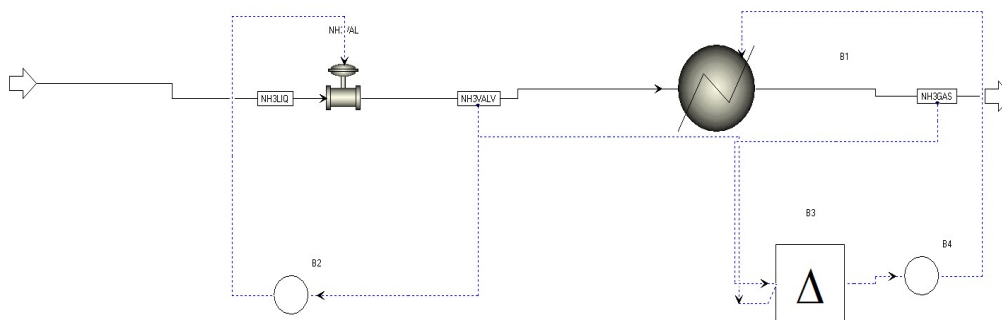 B1
NH3LIQ
NH3VALV
NH3GAS
B3
B4
B2
Δ